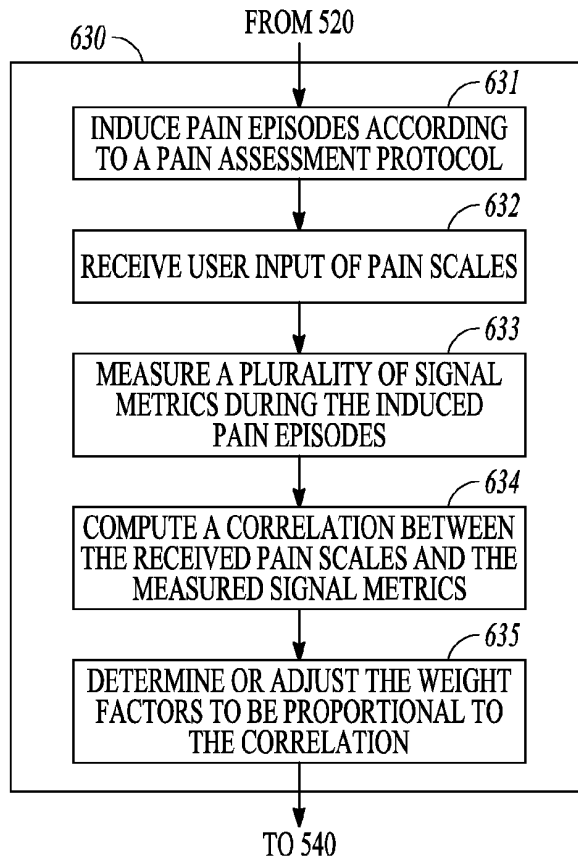 FROM 520
630
631
INDUCE PAIN EPISODES ACCORDING
TO A PAIN ASSESSMENT PROTOCOL
632
RECEIVE USER INPUT OF PAIN SCALES
633
MEASURE A PLURALITY OF SIGNAL
METRICS DURING THE INDUCED
PAIN EPISODES
634
COMPUTE A CORRELATION BETWEEN
THE RECEIVED PAIN SCALES AND THE
MEASURED SIGNAL METRICS
635
DETERMINE OR ADJUST THE WEIGHT
FACTORS TO BE PROPORTIONAL TO
THE CORRELATION
TO 540